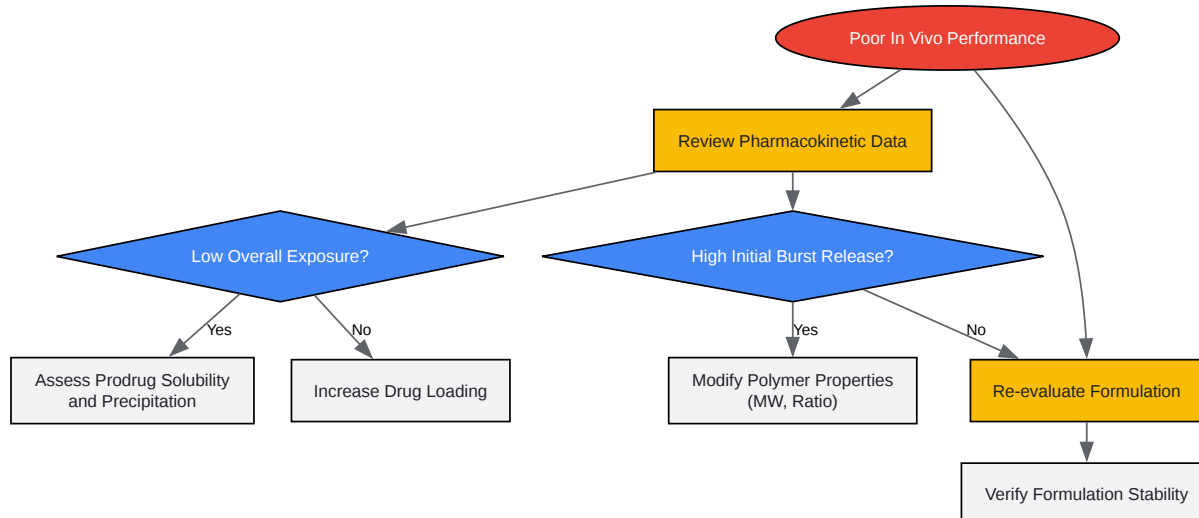 Poor In Vivo Performance
Review Pharmacokinetic Data
Low Overall Exposure?
High Initial Burst Release?
Yes
No
Yes
No
Assess Prodrug Solubility
and Precipitation
Increase Drug Loading
Modify Polymer Properties
(MW, Ratio)
Re-evaluate Formulation
Verify Formulation Stability